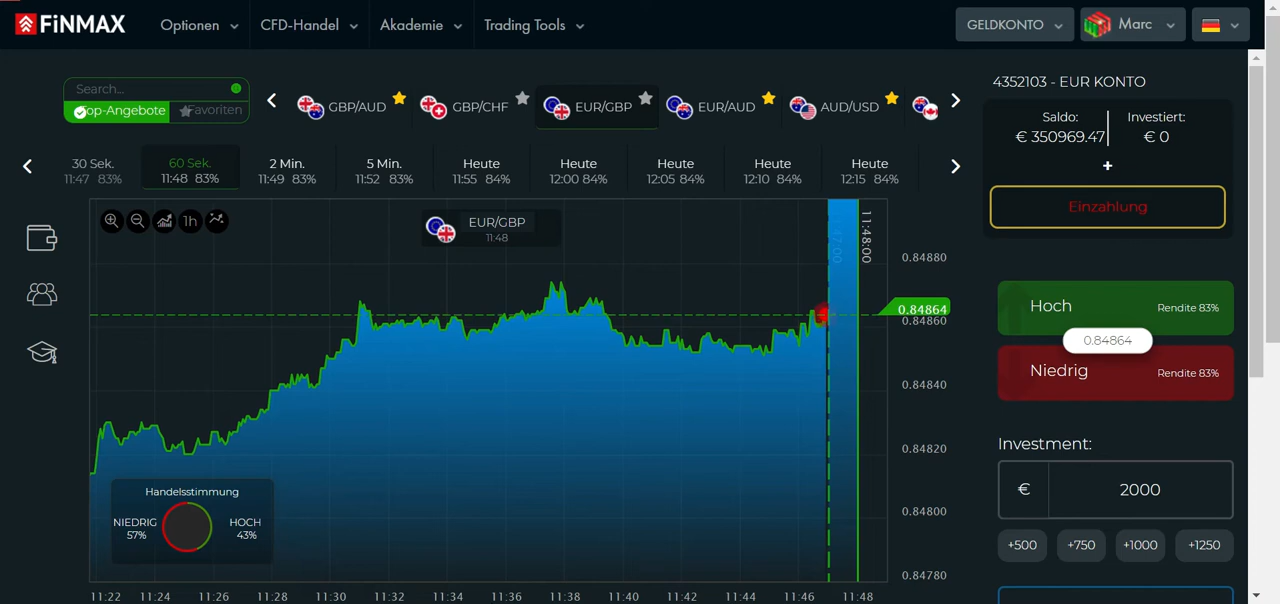 FiNMAX
Optionen
CFD-Handel
Akademie
Trading Tools
GELDKONTO
Marc
Search...
Top-Angebote
Favoriten
GBP/AUD
GBP/CHF
EUR/GBP
EUR/AUD
AUD/USD
30 Sek.
11:47 83%
60 Sek.
11:48 83%
2 Min.
11:49 83%
5 Min.
11:52 83%
Heute
11:55 84%
Heute
12:00 84%
Heute
12:05 84%
Heute
12:10 84%
Heute
12:15 84%
1h
EUR/GBP
11:48
11:47:00
11:48:00
0.84880
0.84864
0.84860
0.84840
0.84820
0.84800
0.84780
Handelsstimmung
NIEDRIG
57%
HOCH
43%
11:22 11:24 11:26 11:28 11:30 11:32 11:34 11:36 11:38 11:40 11:42 11:44 11:46 11:48
4352103 - EUR KONTO
Saldo:
€ 350969.47
Investiert:
€ 0
+
Einzahlung
Hoch
Rendite 83%
0.84864
Niedrig
Rendite 83%
Investment:
€ 2000
+500 +750 +1000 +1250